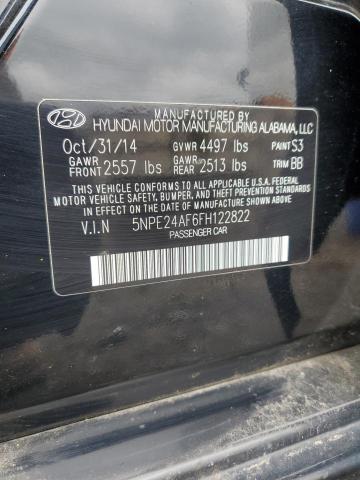 MANUFACTURED BY
HYUNDAI MOTOR MANUFACTURING ALABAMA, LLC
Oct/31/14 GVWR 4497 lbs PAINT S3
GAWR FRONT 2557 lbs GAWR REAR 2513 lbs TRIM BB
THIS VEHICLE CONFORMS TO ALL APPLICABLE U.S.A. FEDERAL
MOTOR VEHICLE SAFETY, BUMPER, AND THEFT PREVENTION STANDARDS
IN EFFECT ON THE DATE OF MANUFACTURE SHOWN ABOVE.
V.I.N 5NPE24AF6FH122822
PASSENGER CAR